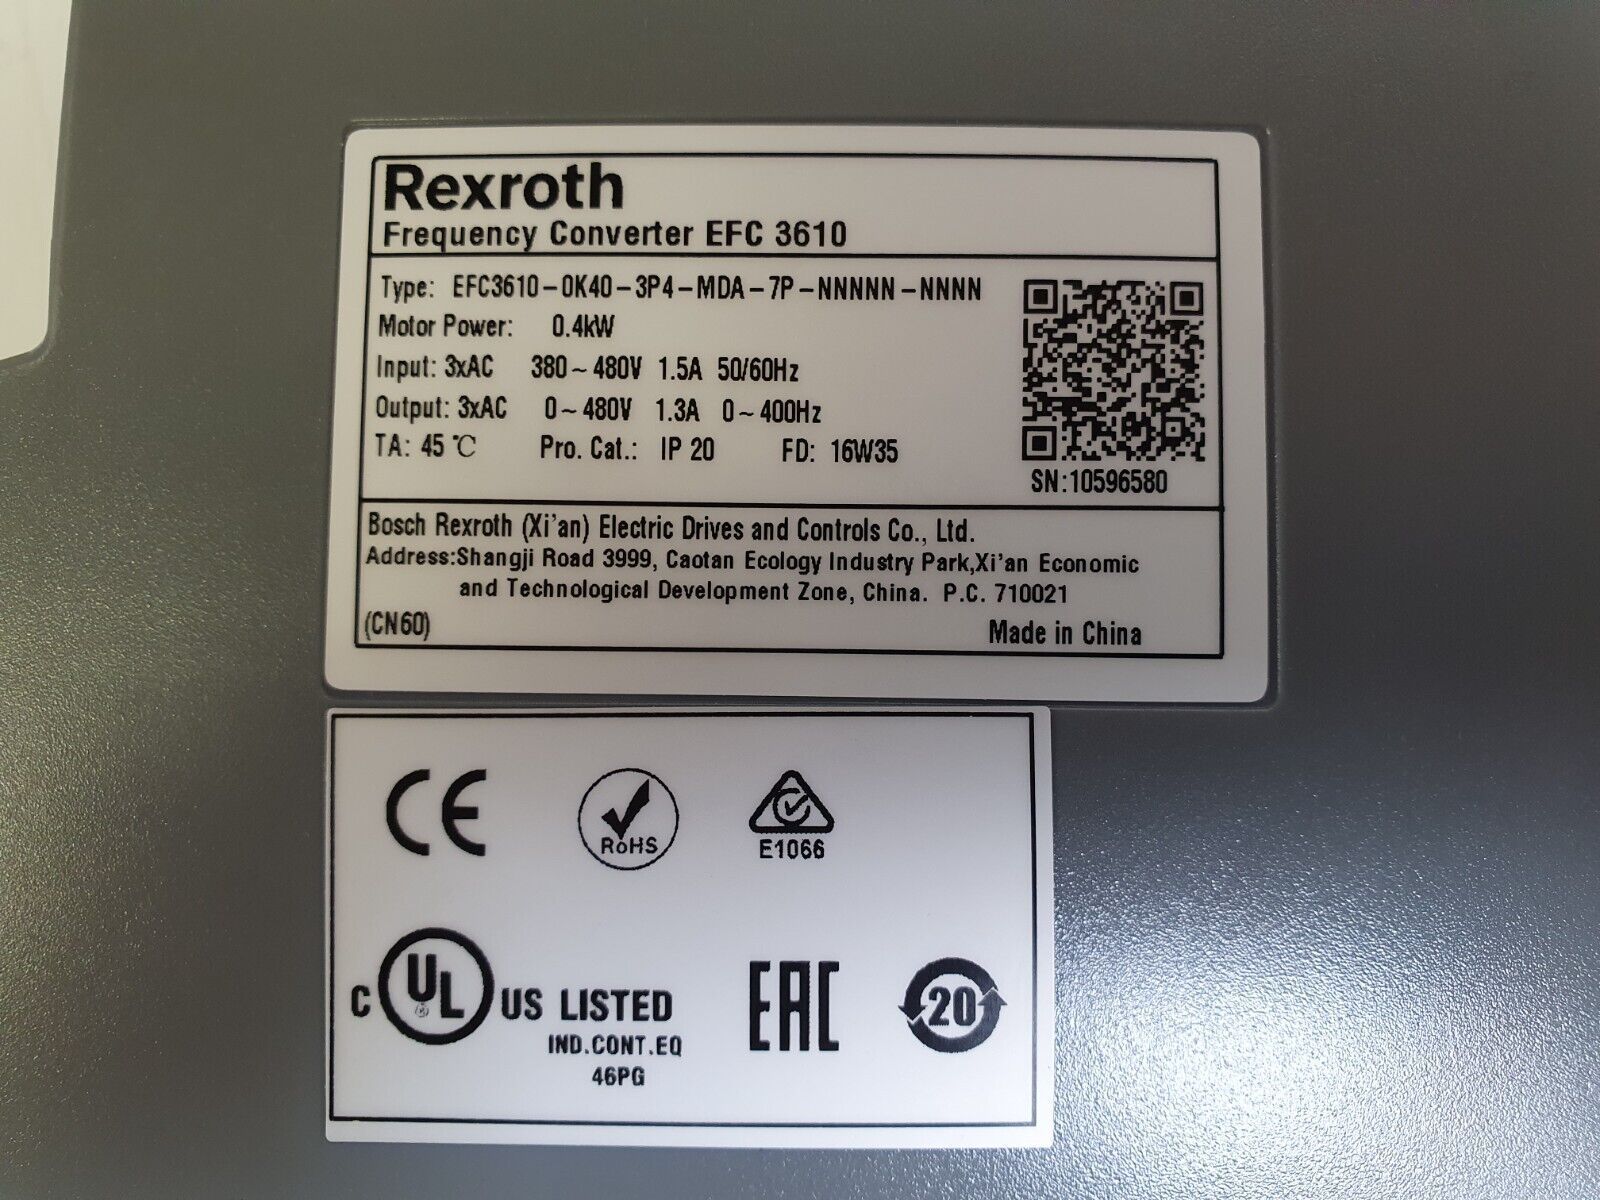 Rexroth
Frequency Converter EFC 3610
Type: EFC3610-0K40-3P4-MDA-7P-NNNNN-NNNN
Motor Power: 0.4kW
Input: 3xAC 380~480V 1.5A 50/60Hz
Output: 3xAC 0~480V 1.3A 0~400Hz
TA: 45℃ Pro. Cat.: IP 20 FD: 16W35
SN:10596580
Bosch Rexroth (Xi'an) Electric Drives and Controls Co., Ltd.
Address:Shangji Road 3999, Caotan Ecology Industry Park,Xi'an Economic
and Technological Development Zone, China. P.C. 710021
(CN60) Made in China
CE
RoHS
E1066
C UL US LISTED
IND.CONT.EQ
46PG
EAC
20